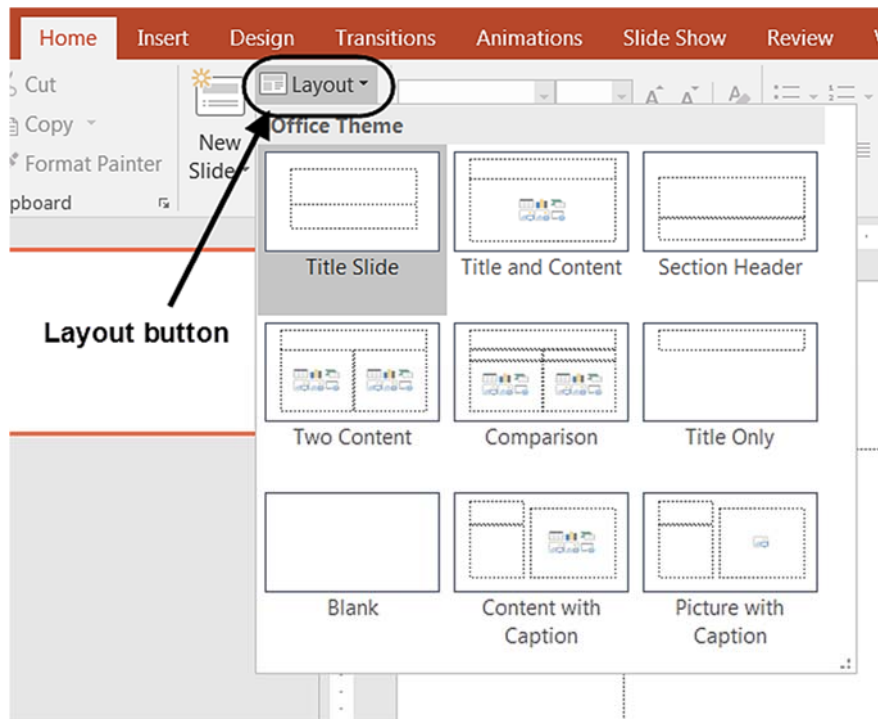 Home Insert Design Transitions Animations Slide Show Review
Cut
Layout
Copy
New
Slide
Format Painter
pboard
Office Theme
Title Slide Title and Content Section Header
Layout button
Two Content Comparison Title Only
Blank Content with Caption Picture with Caption